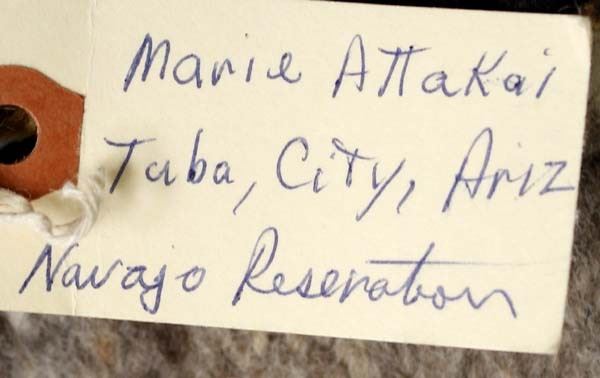 Marie Attakai
Tuba, City, Ariz
Navajo Reservation